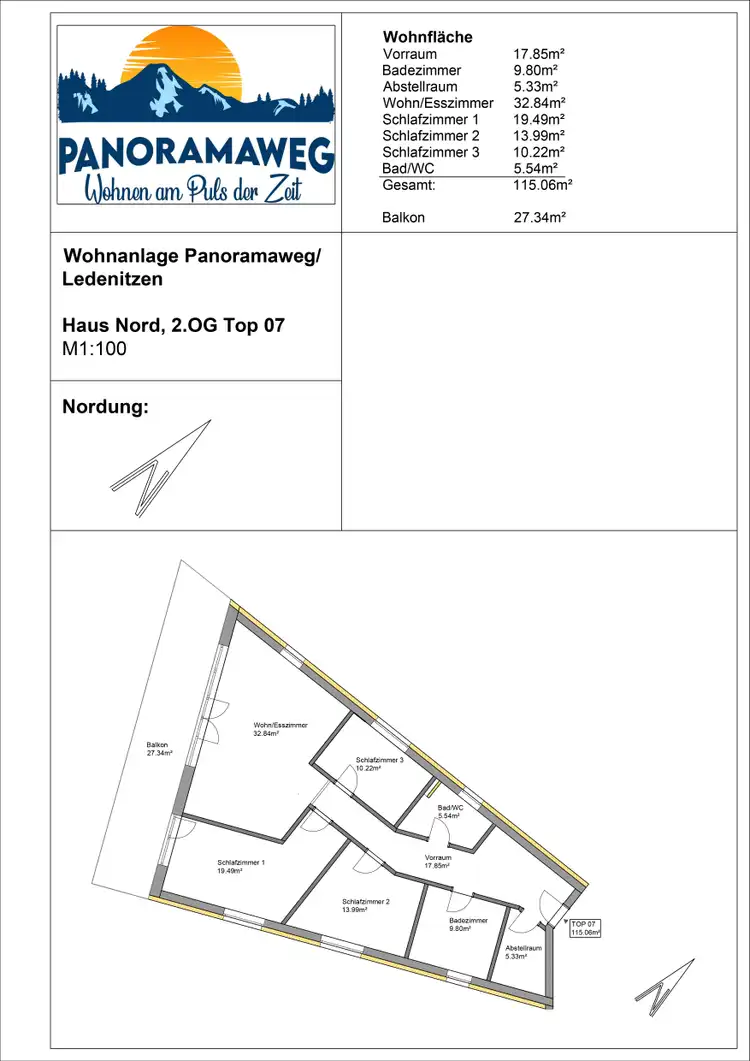 PANORAMAWEG
Wohnen am Puls der Zeit
Wohnfläche
Vorraum 17.85m²
Badezimmer 9.80m²
Abstellraum 5.33m²
Wohn/Esszimmer 32.84m²
Schlafzimmer 1 19.49m²
Schlafzimmer 2 13.99m²
Schlafzimmer 3 10.22m²
Bad/WC 5.54m²
Gesamt: 115.06m²
Balkon 27.34m²
Wohnanlage Panoramaweg/
Ledenitzen
Haus Nord, 2.OG Top 07
M1:100
Nordung:
N
Wohn/Esszimmer
32.84m²
Balkon
27.34m²
Schlafzimmer 3
10.22m²
Bad/WC
5.54m²
Vorraum
17.85m²
Schlafzimmer 1
19.49m²
Schlafzimmer 2
13.99m²
Badezimmer
9.80m²
TOP 07
115.06m²
Abstellraum
5.33m²
N